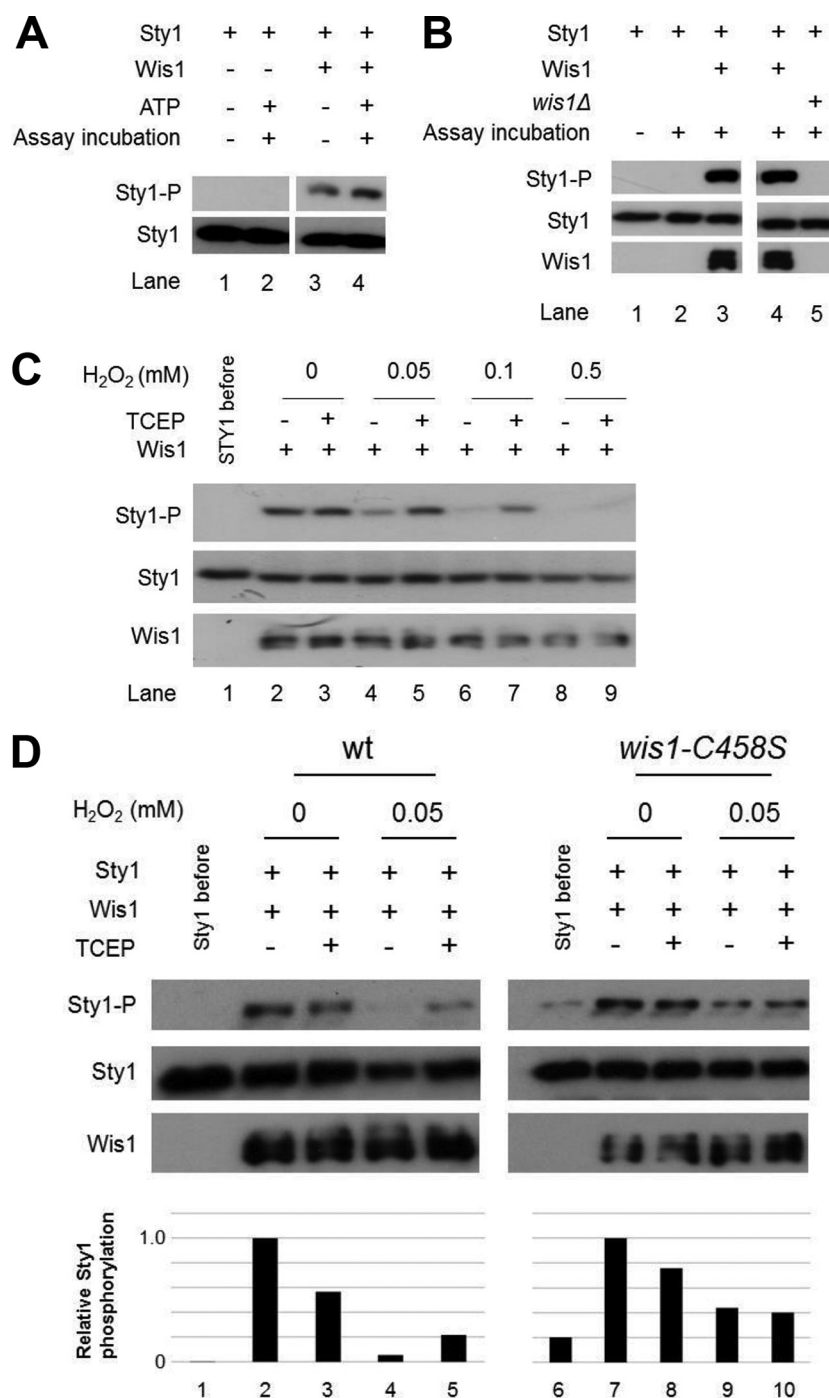 A
Sty1 + + + +
Wis1 - - + +
ATP - + - +
Assay incubation - + - +
Sty1-P
Sty1
Lane 1 2 3 4
B
Sty1 + + + + +
Wis1 + +
wis1Δ +
Assay incubation - + + + +
Sty1-P
Sty1
Wis1
Lane 1 2 3 4 5
C
H2O2 (mM) STY1 before 0 0.05 0.1 0.5
TCEP - + - + - + - +
Wis1 + + + + + + + +
Sty1-P
Sty1
Wis1
Lane 1 2 3 4 5 6 7 8 9
D
wt wis1-C458S
H2O2 (mM) 0 0.05 0 0.05
Sty1 Sty1 before + + + + Sty1 before + + + +
Wis1 + + + + + + + +
TCEP - + - + - + - +
Sty1-P
Sty1
Wis1
Relative Sty1
phosphorylation
1.0
0
1 2 3 4 5 6 7 8 9 10